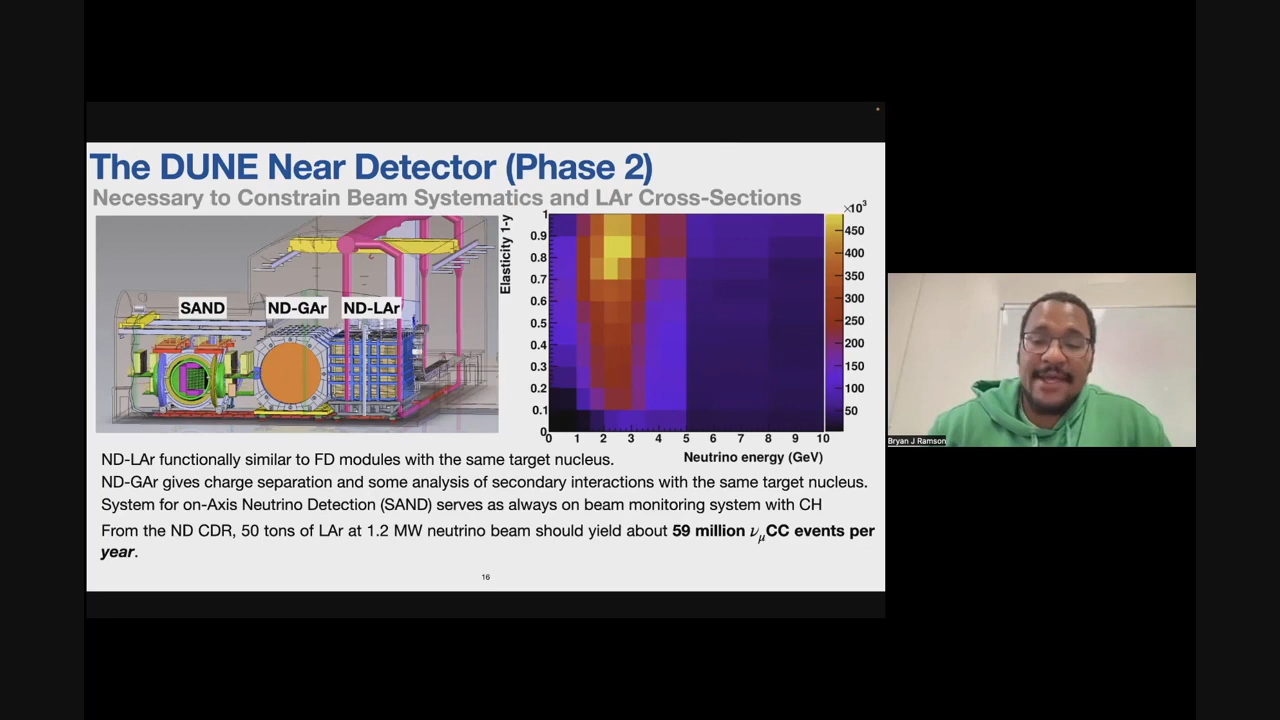 The DUNE Near Detector (Phase 2)
Necessary to Constrain Beam Systematics and LAr Cross-Sections
SAND
ND-GAr
ND-LAr
Elasticity 1-y
1
0.9
0.8
0.7
0.6
0.5
0.4
0.3
0.2
0.1
0
0 1 2 3 4 5 6 7 8 9 10
Neutrino energy (GeV)
×10³
450
400
350
300
250
200
150
100
50
ND-LAr functionally similar to FD modules with the same target nucleus.
ND-GAr gives charge separation and some analysis of secondary interactions with the same target nucleus.
System for on-Axis Neutrino Detection (SAND) serves as always on beam monitoring system with CH
From the ND CDR, 50 tons of LAr at 1.2 MW neutrino beam should yield about 59 million νμCC events per
year.
16
Bryan J Ramson